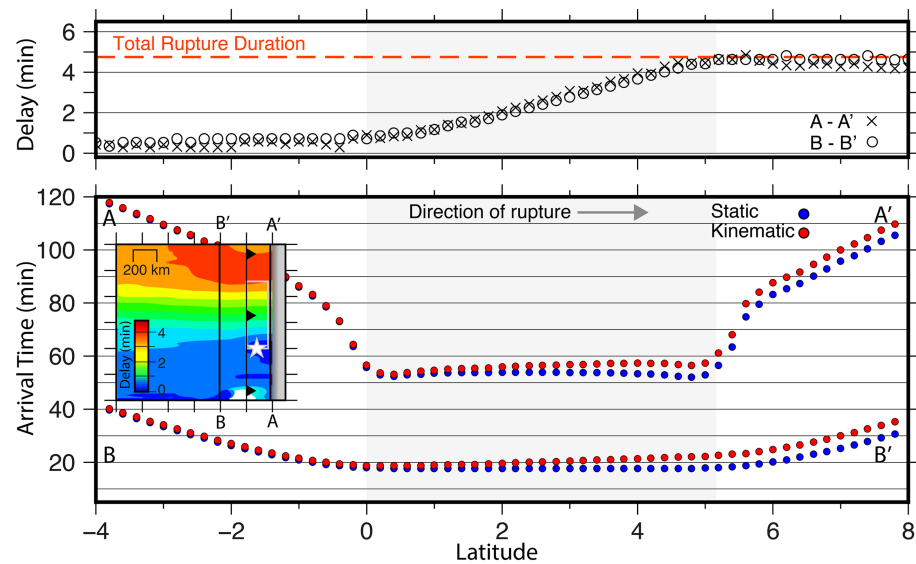 6
4
2
0
Delay (min)
Total Rupture Duration
A - A'
B - B'
120
100
80
60
40
20
Arrival Time (min)
Direction of rupture
Static
Kinematic
A
A'
B
B'
B'
A'
200 km
Delay (min)
4
2
0
B
A
−4
−2
0
2
4
6
8
Latitude